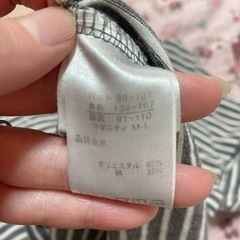 身長 154-162
腹囲 81-110
マタニティ M-L
品質表示
ポリエステル 65%
綿 35%